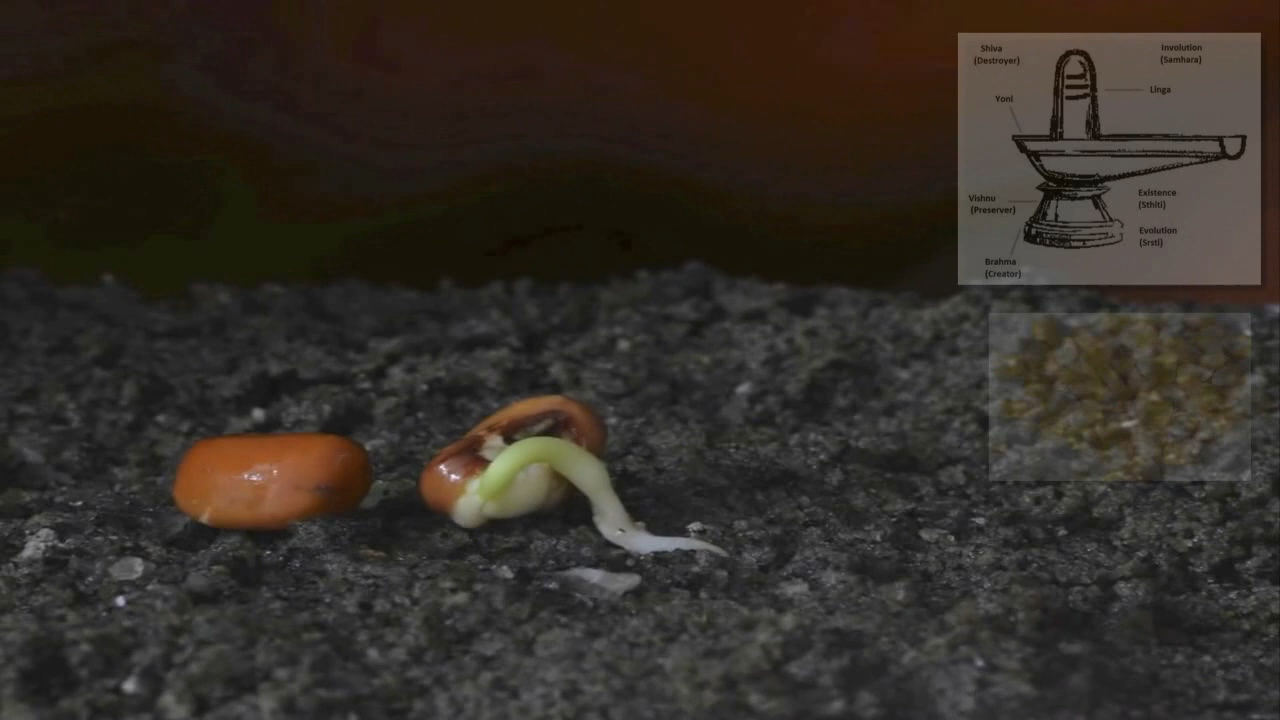 Shiva
(Destroyer)
Involution
(Samhara)
Linga
Yoni
Vishnu
(Preserver)
Existence
(Sthiti)
Evolution
(Srsti)
Brahma
(Creator)